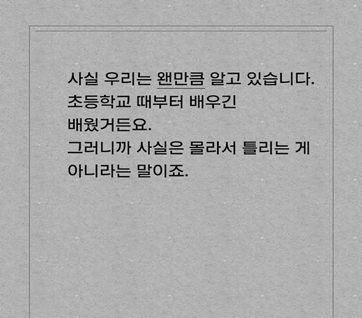 사실 우리는 왠만큼 알고 있습니다.
초등학교 때부터 배우긴
배웠거든요.
그러니까 사실은 몰라서 틀리는 게
아니라는 말이죠.